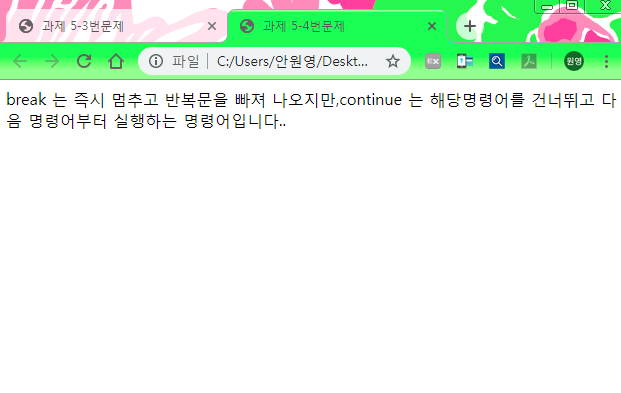 과제 5-3번문제
과제 5-4번문제
파일 C:/Users/안원영/Deskt...
원영
break 는 즉시 멈추고 반복문을 빠져 나오지만,continue 는 해당명령어를 건너뛰고 다
음 명령어부터 실행하는 명령어입니다..